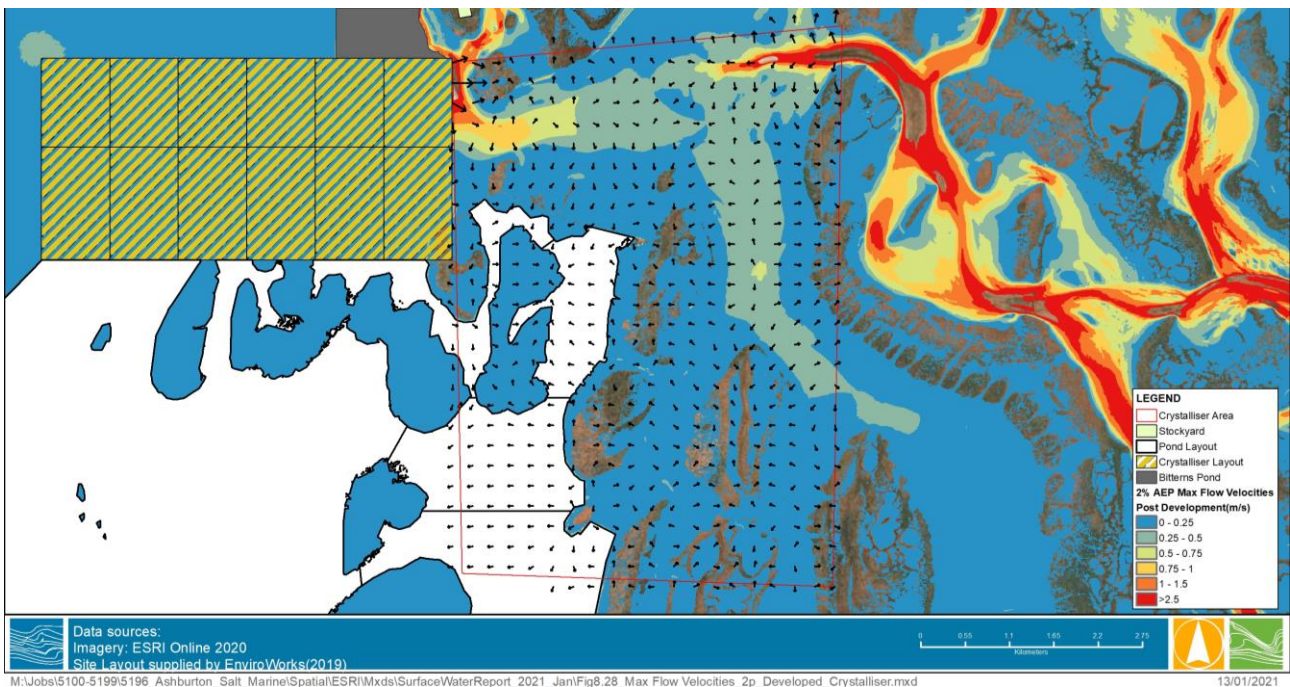 LEGEND
Crystalliser Area
Stockyard
Pond Layout
Crystalliser Layout
Bitterns Pond
2% AEP Max Flow Velocities
Post Development(m/s)
0 - 0.25
0.25 - 0.5
0.5 - 0.75
0.75 - 1
1 - 1.5
>2.5
Data sources:
Imagery: ESRI Online 2020
Site Layout supplied by EnviroWorks(2019)
0 0.55 1.1 1.65 2.2 2.75
Kilometers
M:\Jobs\5100-5199\5196_Ashburton_Salt_Marine\Spatial\ESRI\Mxds\SurfaceWaterReport_2021_Jan\Fig8.28_Max Flow Velocities_2p_Developed_Crystalliser.mxd 13/01/2021